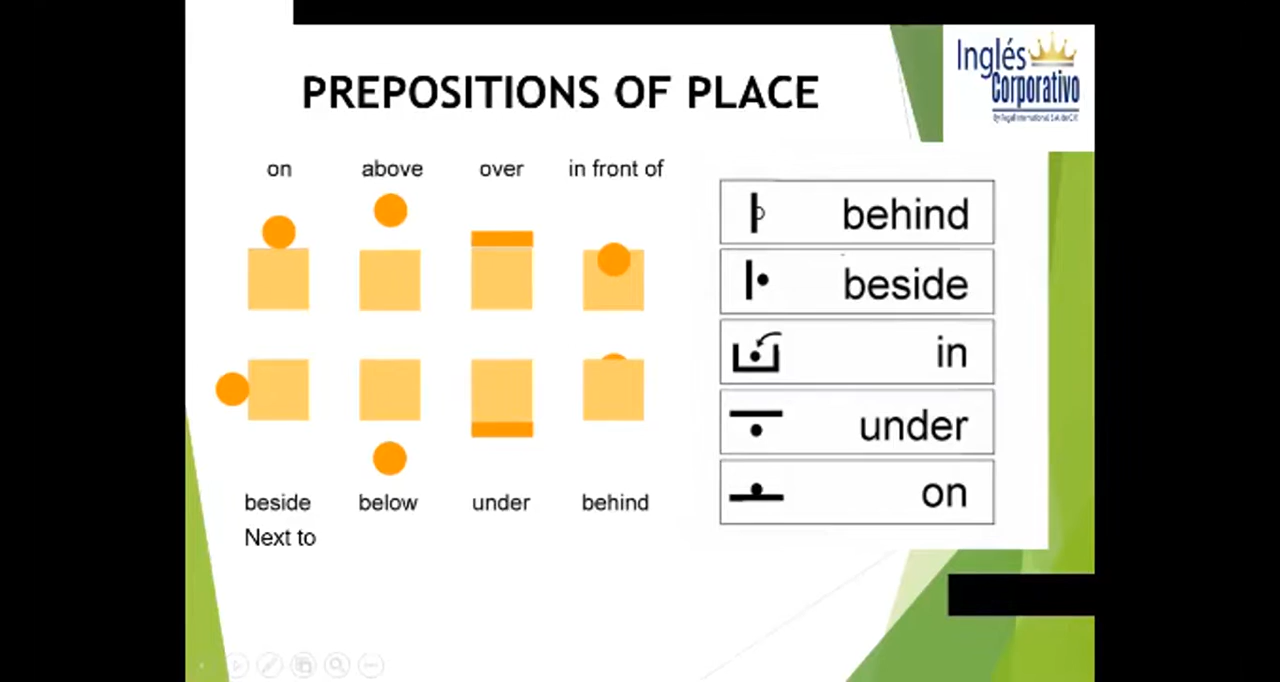 PREPOSITIONS OF PLACE
Inglés
Corporativo
on above over in front of
beside below under behind
Next to
behind
beside
in
under
on